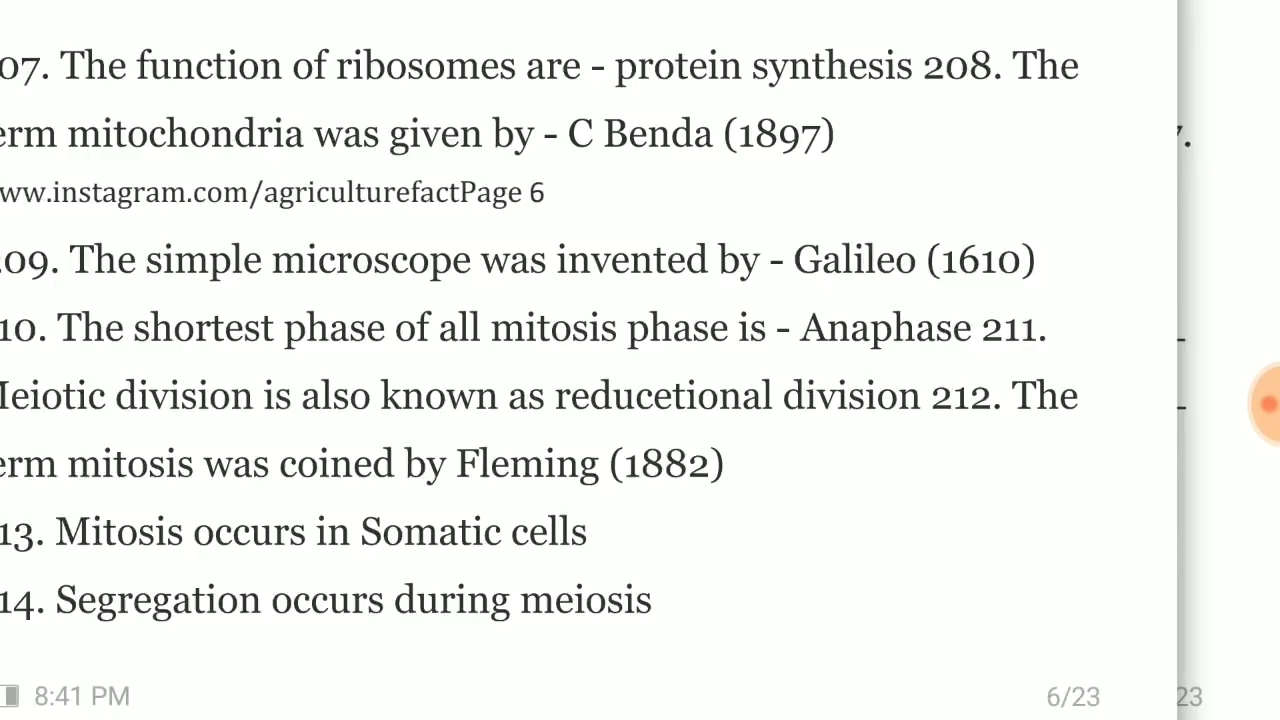 07. The function of ribosomes are - protein synthesis 208. The
erm mitochondria was given by - C Benda (1897)
ww.instagram.com/agriculturefactPage 6
09. The simple microscope was invented by - Galileo (1610)
10. The shortest phase of all mitosis phase is - Anaphase 211.
Meiotic division is also known as reducetional division 212. The
erm mitosis was coined by Fleming (1882)
13. Mitosis occurs in Somatic cells
14. Segregation occurs during meiosis
8:41 PM 6/23 23